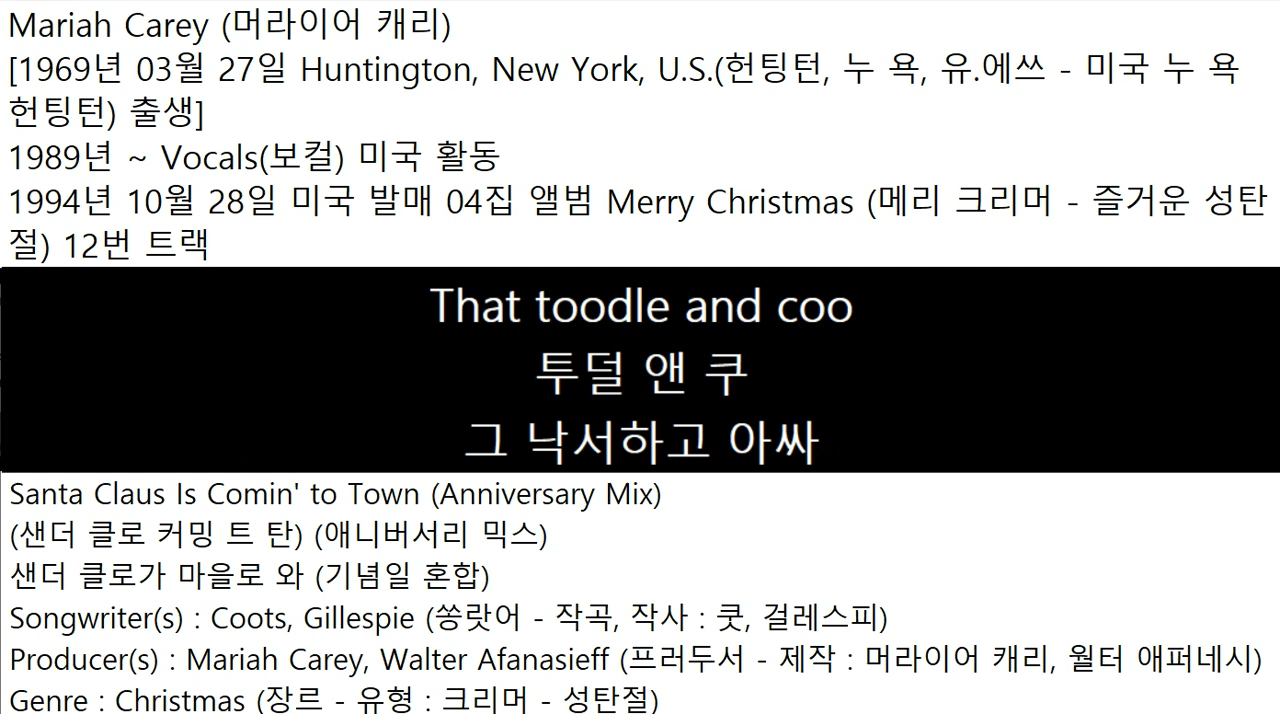 Mariah Carey (머라이어 캐리)
[1969년 03월 27일 Huntington, New York, U.S.(헌팅턴, 누 욕, 유.에쓰 - 미국 누 욕
헌팅턴) 출생]
1989년 ~ Vocals(보컬) 미국 활동
1994년 10월 28일 미국 발매 04집 앨범 Merry Christmas (메리 크리머 - 즐거운 성탄
절) 12번 트랙
That toodle and coo
투덜 앤 쿠
그 낙서하고 아싸
Santa Claus Is Comin' to Town (Anniversary Mix)
(샌더 클로 커밍 트 탄) (애니버서리 믹스)
샌더 클로가 마을로 와 (기념일 혼합)
Songwriter(s) : Coots, Gillespie (쏭랏어 - 작곡, 작사 : 쿳, 걸레스피)
Producer(s) : Mariah Carey, Walter Afanasieff (프러두서 - 제작 : 머라이어 캐리, 월터 애퍼네시)
Genre : Christmas (장르 - 유형 : 크리머 - 성탄절)